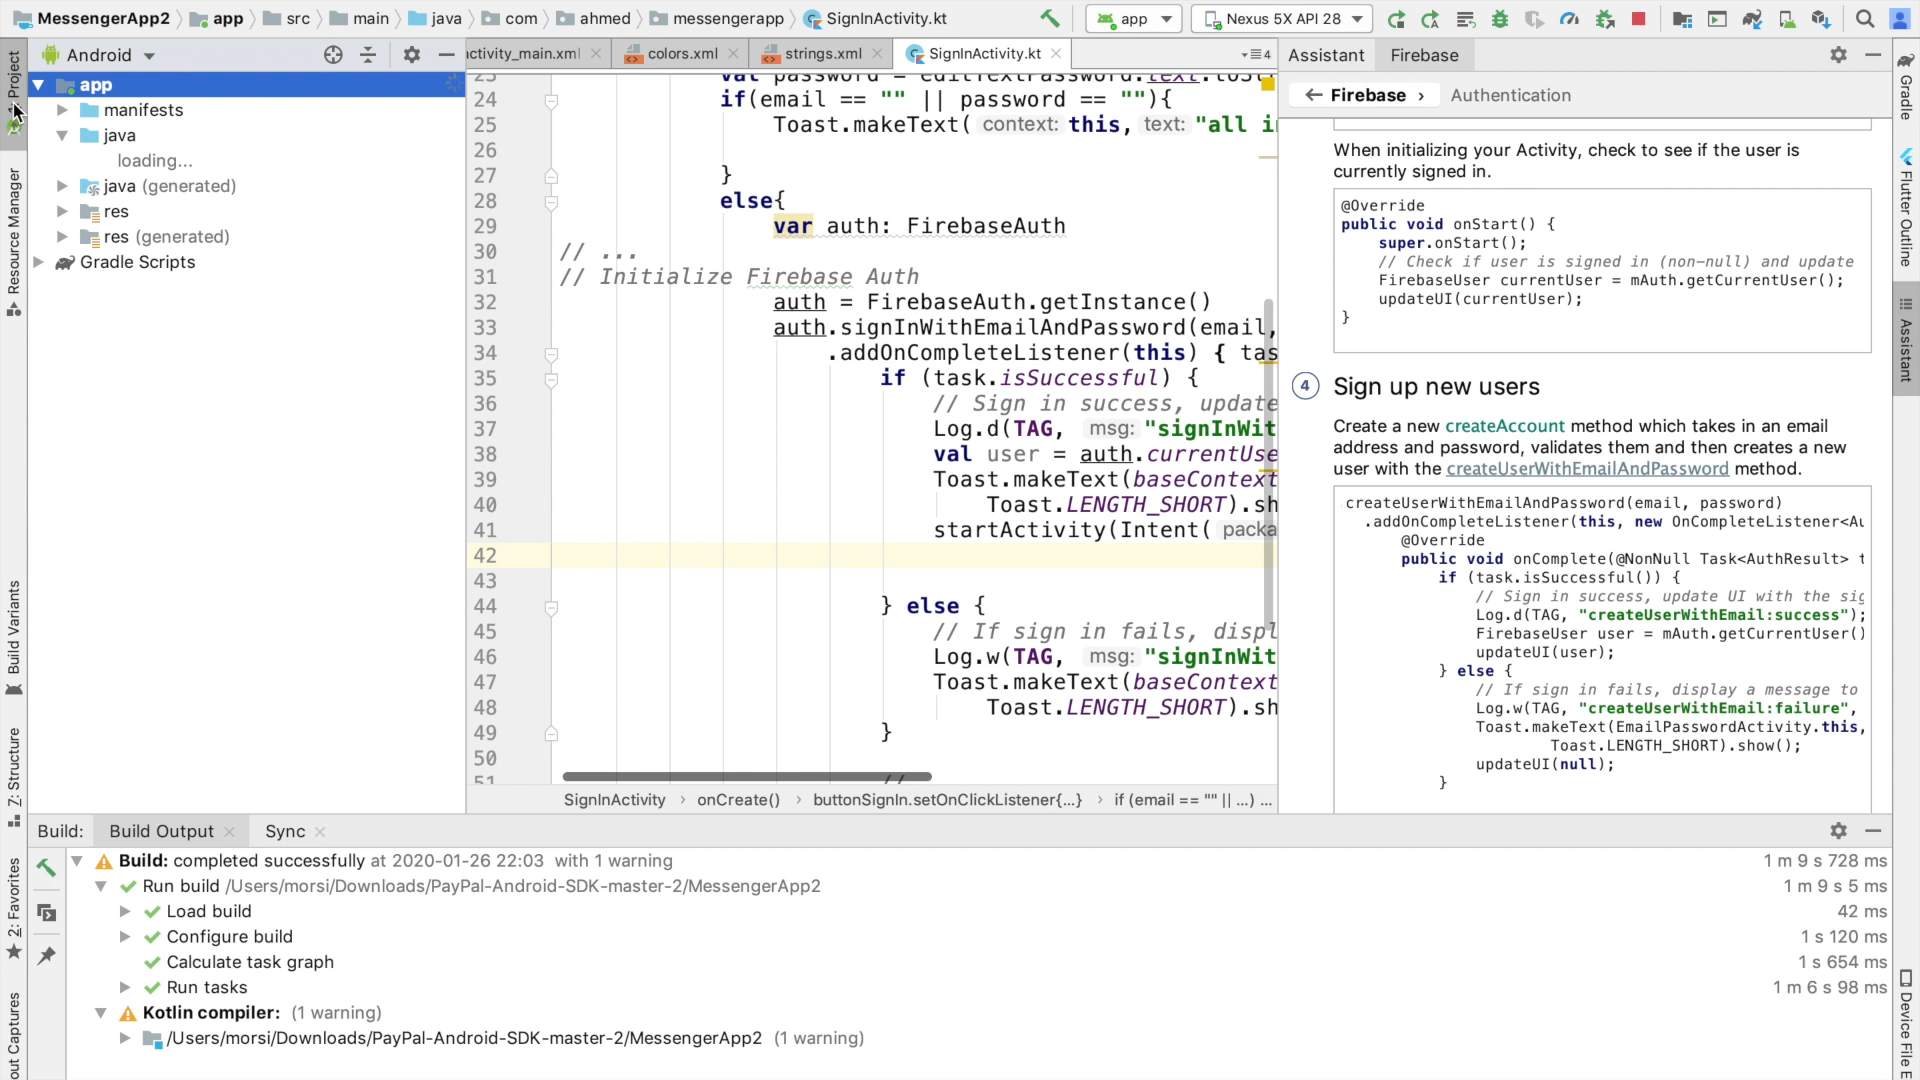 MessengerApp2 app src main java com ahmed messengerapp SignInActivity.kt app Nexus 5X API 28
Android
activity_main.xml colors.xml strings.xml SignInActivity.kt 4
Assistant Firebase
app
manifests
java
loading...
java (generated)
res
res (generated)
Gradle Scripts
1: Project
Resource Manager
Build Variants
7: Structure
2: Favorites
out Captures
24 if(email == "" || password == ""){
25 Toast.makeText( context: this, text: "all i
26
27 }
28 else{
29 var auth: FirebaseAuth
30 // ...
31 // Initialize Firebase Auth
32 auth = FirebaseAuth.getInstance()
33 auth.signInWithEmailAndPassword(email,
34 .addOnCompleteListener(this) { tas
35 if (task.isSuccessful) {
36 // Sign in success, update
37 Log.d(TAG, msg: "signInWit
38 val user = auth.currentUse
39 Toast.makeText(baseContext
40 Toast.LENGTH_SHORT).sh
41 startActivity(Intent( packa
42
43
44 } else {
45 // If sign in fails, displ
46 Log.w(TAG, msg: "signInWit
47 Toast.makeText(baseContext
48 Toast.LENGTH_SHORT).sh
49 }
50
51 //
SignInActivity › onCreate() › buttonSignIn.setOnClickListener{...} › if (email == "" || ...) ...
← Firebase › Authentication
When initializing your Activity, check to see if the user is
currently signed in.
@Override
public void onStart() {
super.onStart();
// Check if user is signed in (non-null) and update
FirebaseUser currentUser = mAuth.getCurrentUser();
updateUI(currentUser);
}
4 Sign up new users
Create a new createAccount method which takes in an email
address and password, validates them and then creates a new
user with the createUserWithEmailAndPassword method.
createUserWithEmailAndPassword(email, password)
.addOnCompleteListener(this, new OnCompleteListener<Au
@Override
public void onComplete(@NonNull Task<AuthResult> t
if (task.isSuccessful()) {
// Sign in success, update UI with the sig
Log.d(TAG, "createUserWithEmail:success");
FirebaseUser user = mAuth.getCurrentUser()
updateUI(user);
} else {
// If sign in fails, display a message to
Log.w(TAG, "createUserWithEmail:failure",
Toast.makeText(EmailPasswordActivity.this,
Toast.LENGTH_SHORT).show();
updateUI(null);
}
Gradle
Flutter Outline
Assistant
Device File E
Build: Build Output Sync
Build: completed successfully at 2020-01-26 22:03 with 1 warning 1 m 9 s 728 ms
Run build /Users/morsi/Downloads/PayPal-Android-SDK-master-2/MessengerApp2 1 m 9 s 5 ms
Load build 42 ms
Configure build 1 s 120 ms
Calculate task graph 1 s 654 ms
Run tasks 1 m 6 s 98 ms
Kotlin compiler: (1 warning)
/Users/morsi/Downloads/PayPal-Android-SDK-master-2/MessengerApp2 (1 warning)